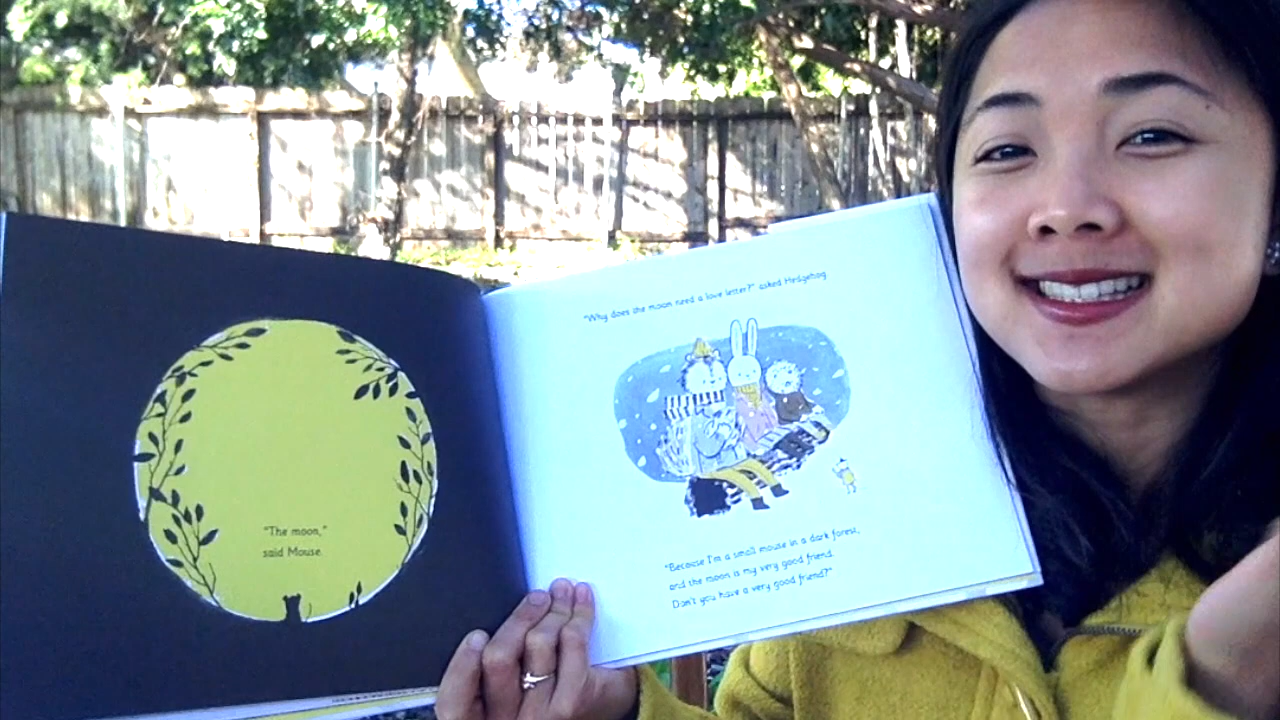 "The moon,"
said Mouse.
"Why does the moon need a love letter?" asked Hedgehog.
"Because I'm a small mouse in a dark forest,
and the moon is my very good friend.
Don't you have a very good friend?"